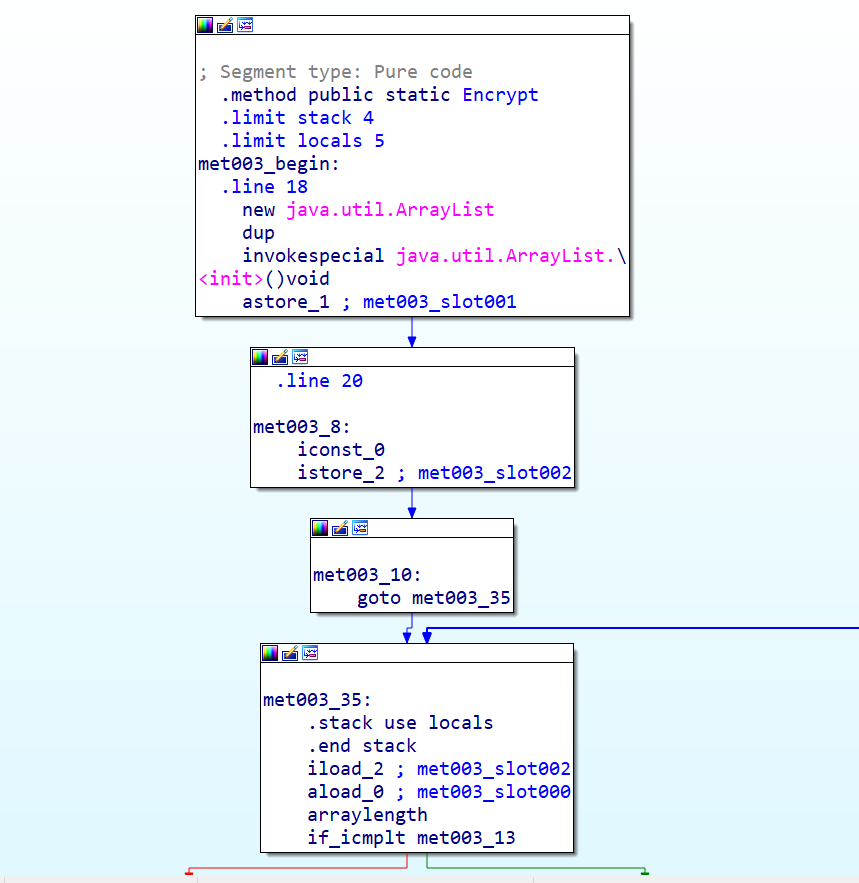 ; Segment type: Pure code
.method public static Encrypt
.limit stack 4
.limit locals 5
met003_begin:
.line 18
new java.util.ArrayList
dup
invokespecial java.util.ArrayList.\
<init>()void
astore_1 ; met003_slot001
.line 20
met003_8:
iconst_0
istore_2 ; met003_slot002
met003_10:
goto met003_35
met003_35:
.stack use locals
.end stack
iload_2 ; met003_slot002
aload_0 ; met003_slot000
arraylength
if_icmplt met003_13